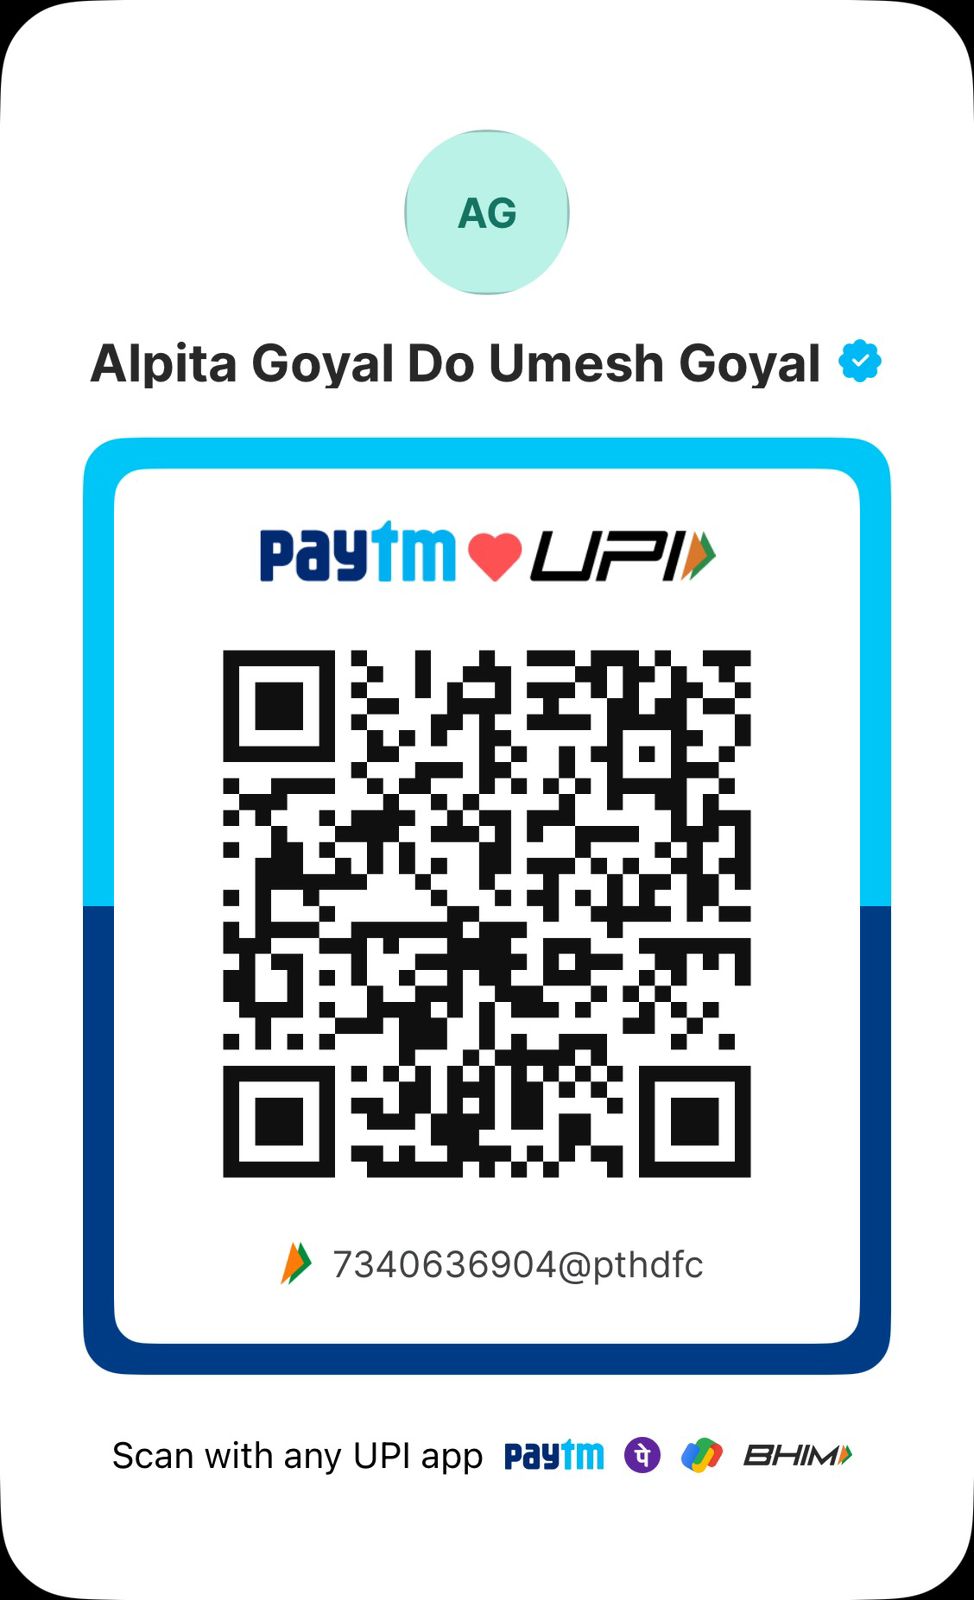 AG
Alpita Goyal Do Umesh Goyal
paytm UPI
7340636904@pthdfc
Scan with any UPI app paytm पे BHIM